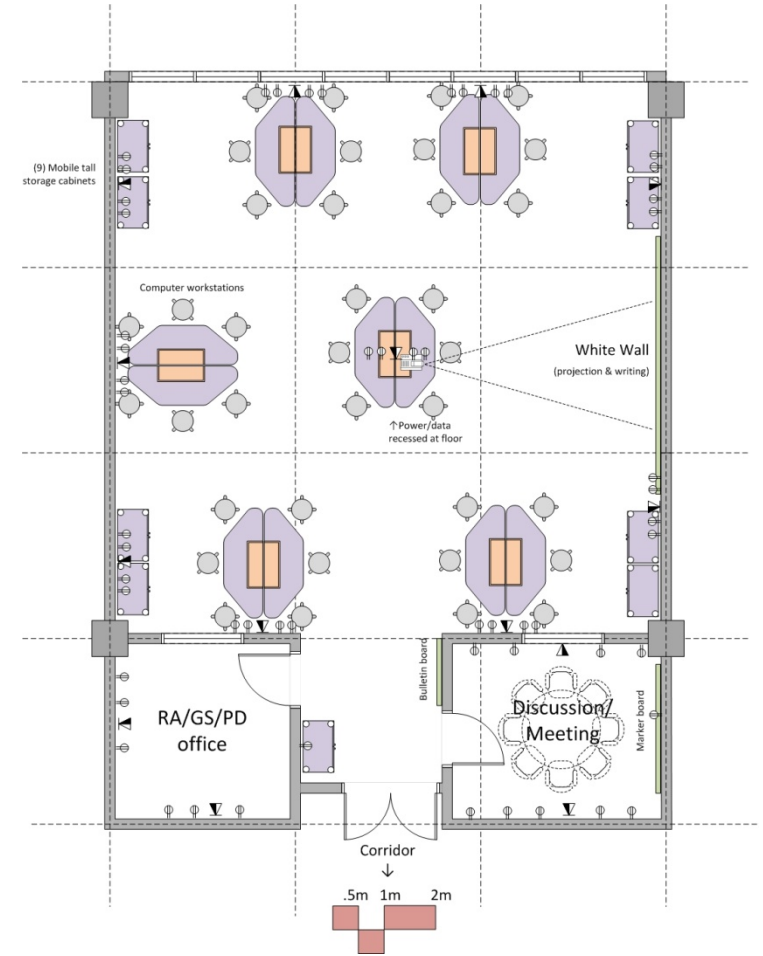 (9) Mobile tall
storage cabinets
Computer workstations
White Wall
(projection & writing)
↑Power/data
recessed at floor
Bulletin board
RA/GS/PD
office
Discussion/
Meeting
Marker board
Corridor
↓
.5m 1m 2m